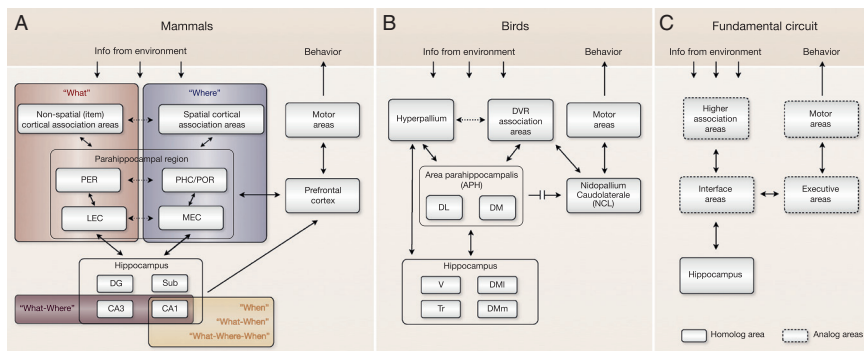 A
Mammals
Info from environment
Behavior
"What"
"Where"
Non-spatial (item)
cortical association areas
Spatial cortical
association areas
Motor
areas
Parahippocampal region
PER
PHC/POR
LEC
MEC
Prefrontal
cortex
Hippocampus
DG
Sub
"What-Where"
CA3
CA1
"When"
"What-When"
"What-Where-When"
B
Birds
Info from environment
Behavior
Hyperpallium
DVR
association
areas
Motor
areas
Area parahippocampalis
(APH)
DL
DM
Nidopallium
Caudolaterale
(NCL)
Hippocampus
V
DMl
Tr
DMm
C
Fundamental circuit
Info from environment
Behavior
Higher
association
areas
Motor
areas
Interface
areas
Executive
areas
Hippocampus
Homolog area
Analog areas